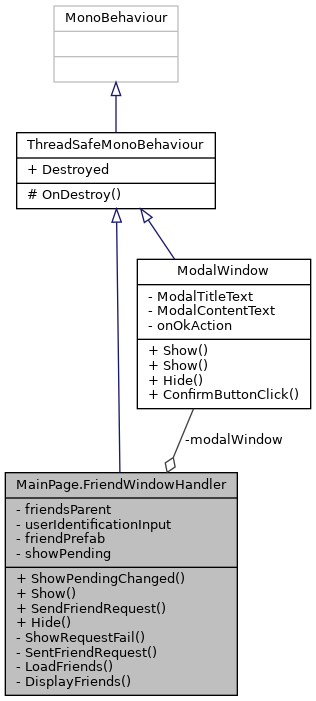 MonoBehaviour
ThreadSafeMonoBehaviour
+ Destroyed
# OnDestroy()
ModalWindow
- ModalTitleText
- ModalContentText
- onOkAction
+ Show()
+ Show()
+ Hide()
+ ConfirmButtonClick()
-modalWindow
MainPage.FriendWindowHandler
- friendsParent
- userIdentificationInput
- friendPrefab
- showPending
+ ShowPendingChanged()
+ Show()
+ SendFriendRequest()
+ Hide()
- ShowRequestFail()
- SentFriendRequest()
- LoadFriends()
- DisplayFriends()